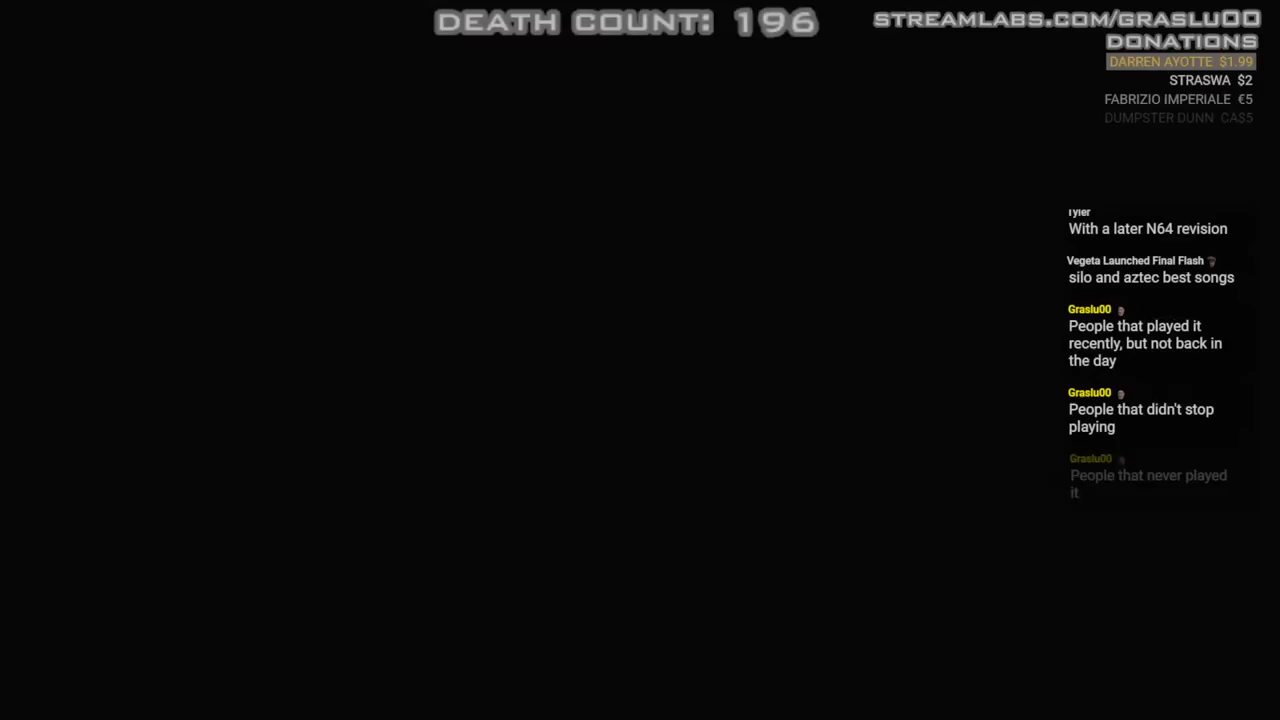 DEATH COUNT: 196
STREAMLABS.COM/GRASLU00
DONATIONS
DARREN AYOTTE $1.99
STRASWA $2
FABRIZIO IMPERIALE €5
DUMPSTER DUNN CA$5
Tyler
With a later N64 revision
Vegeta Launched Final Flash
silo and aztec best songs
Graslu00
People that played it
recently, but not back in
the day
Graslu00
People that didn't stop
playing
Graslu00
People that never played
it